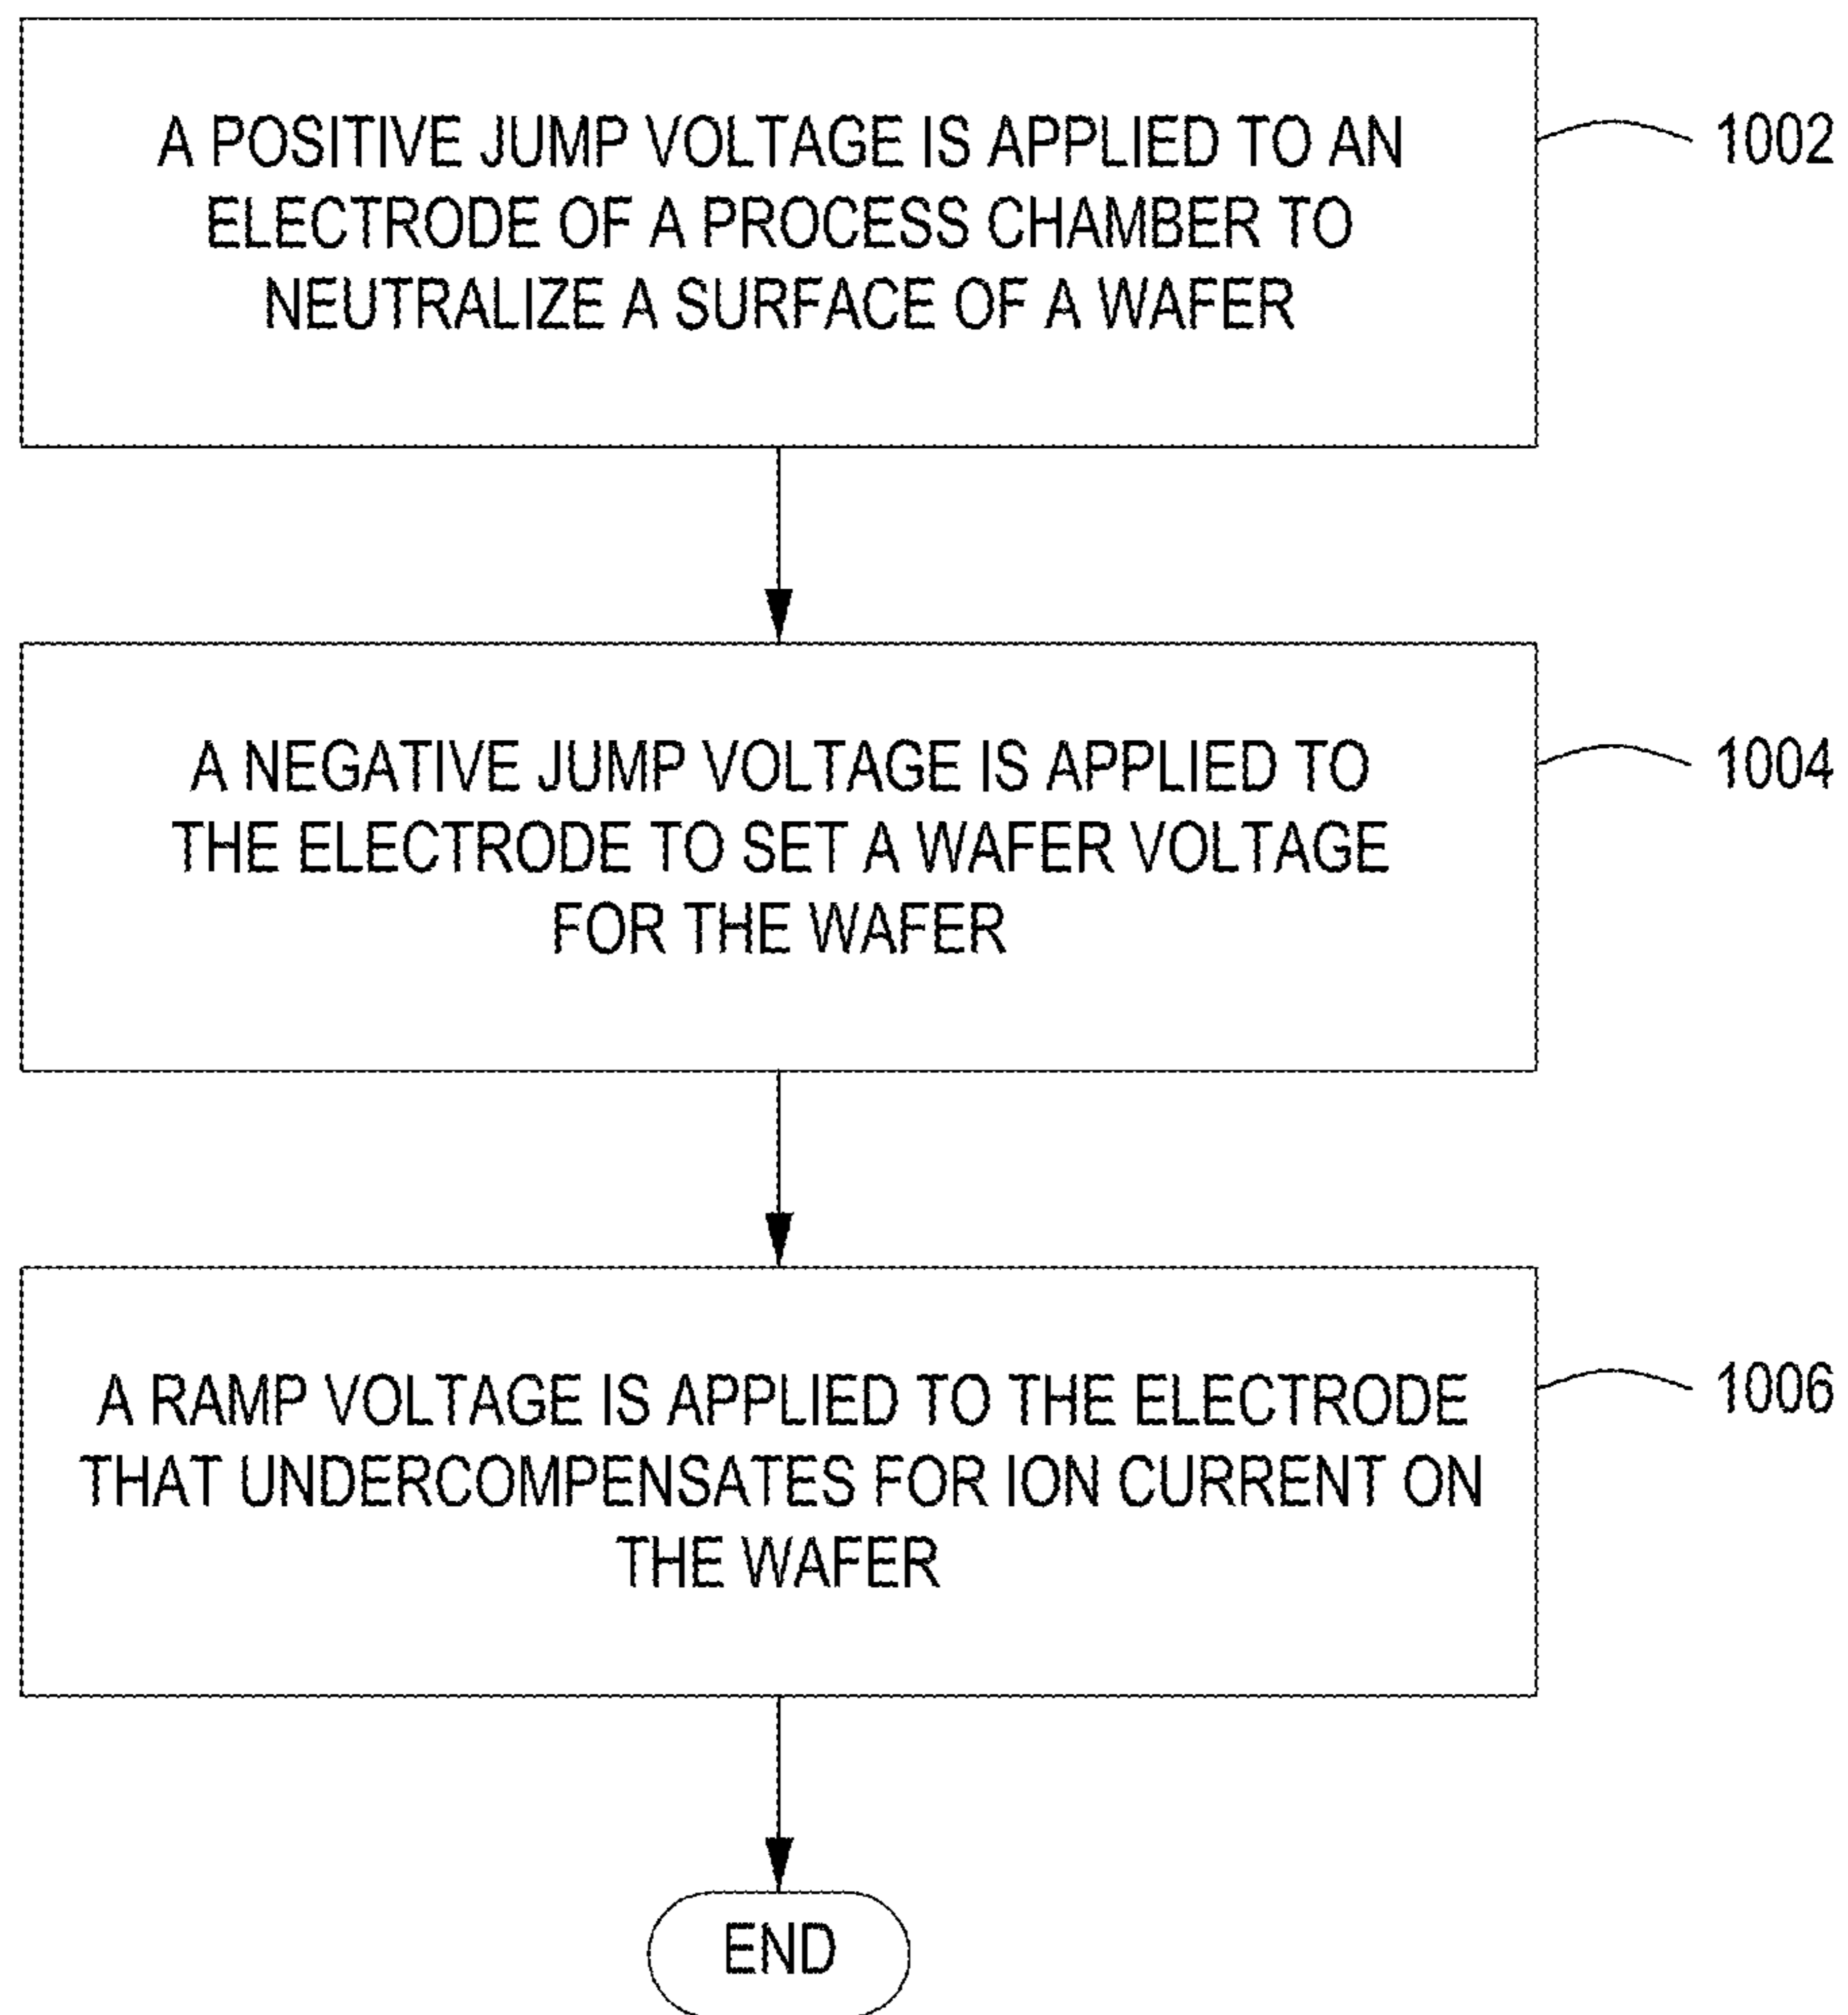 A POSITIVE JUMP VOLTAGE IS APPLIED TO AN
ELECTRODE OF A PROCESS CHAMBER TO
NEUTRALIZE A SURFACE OF A WAFER
1002
A NEGATIVE JUMP VOLTAGE IS APPLIED TO
THE ELECTRODE TO SET A WAFER VOLTAGE
FOR THE WAFER
1004
A RAMP VOLTAGE IS APPLIED TO THE ELECTRODE
THAT UNDERCOMPENSATES FOR ION CURRENT ON
THE WAFER
1006
END